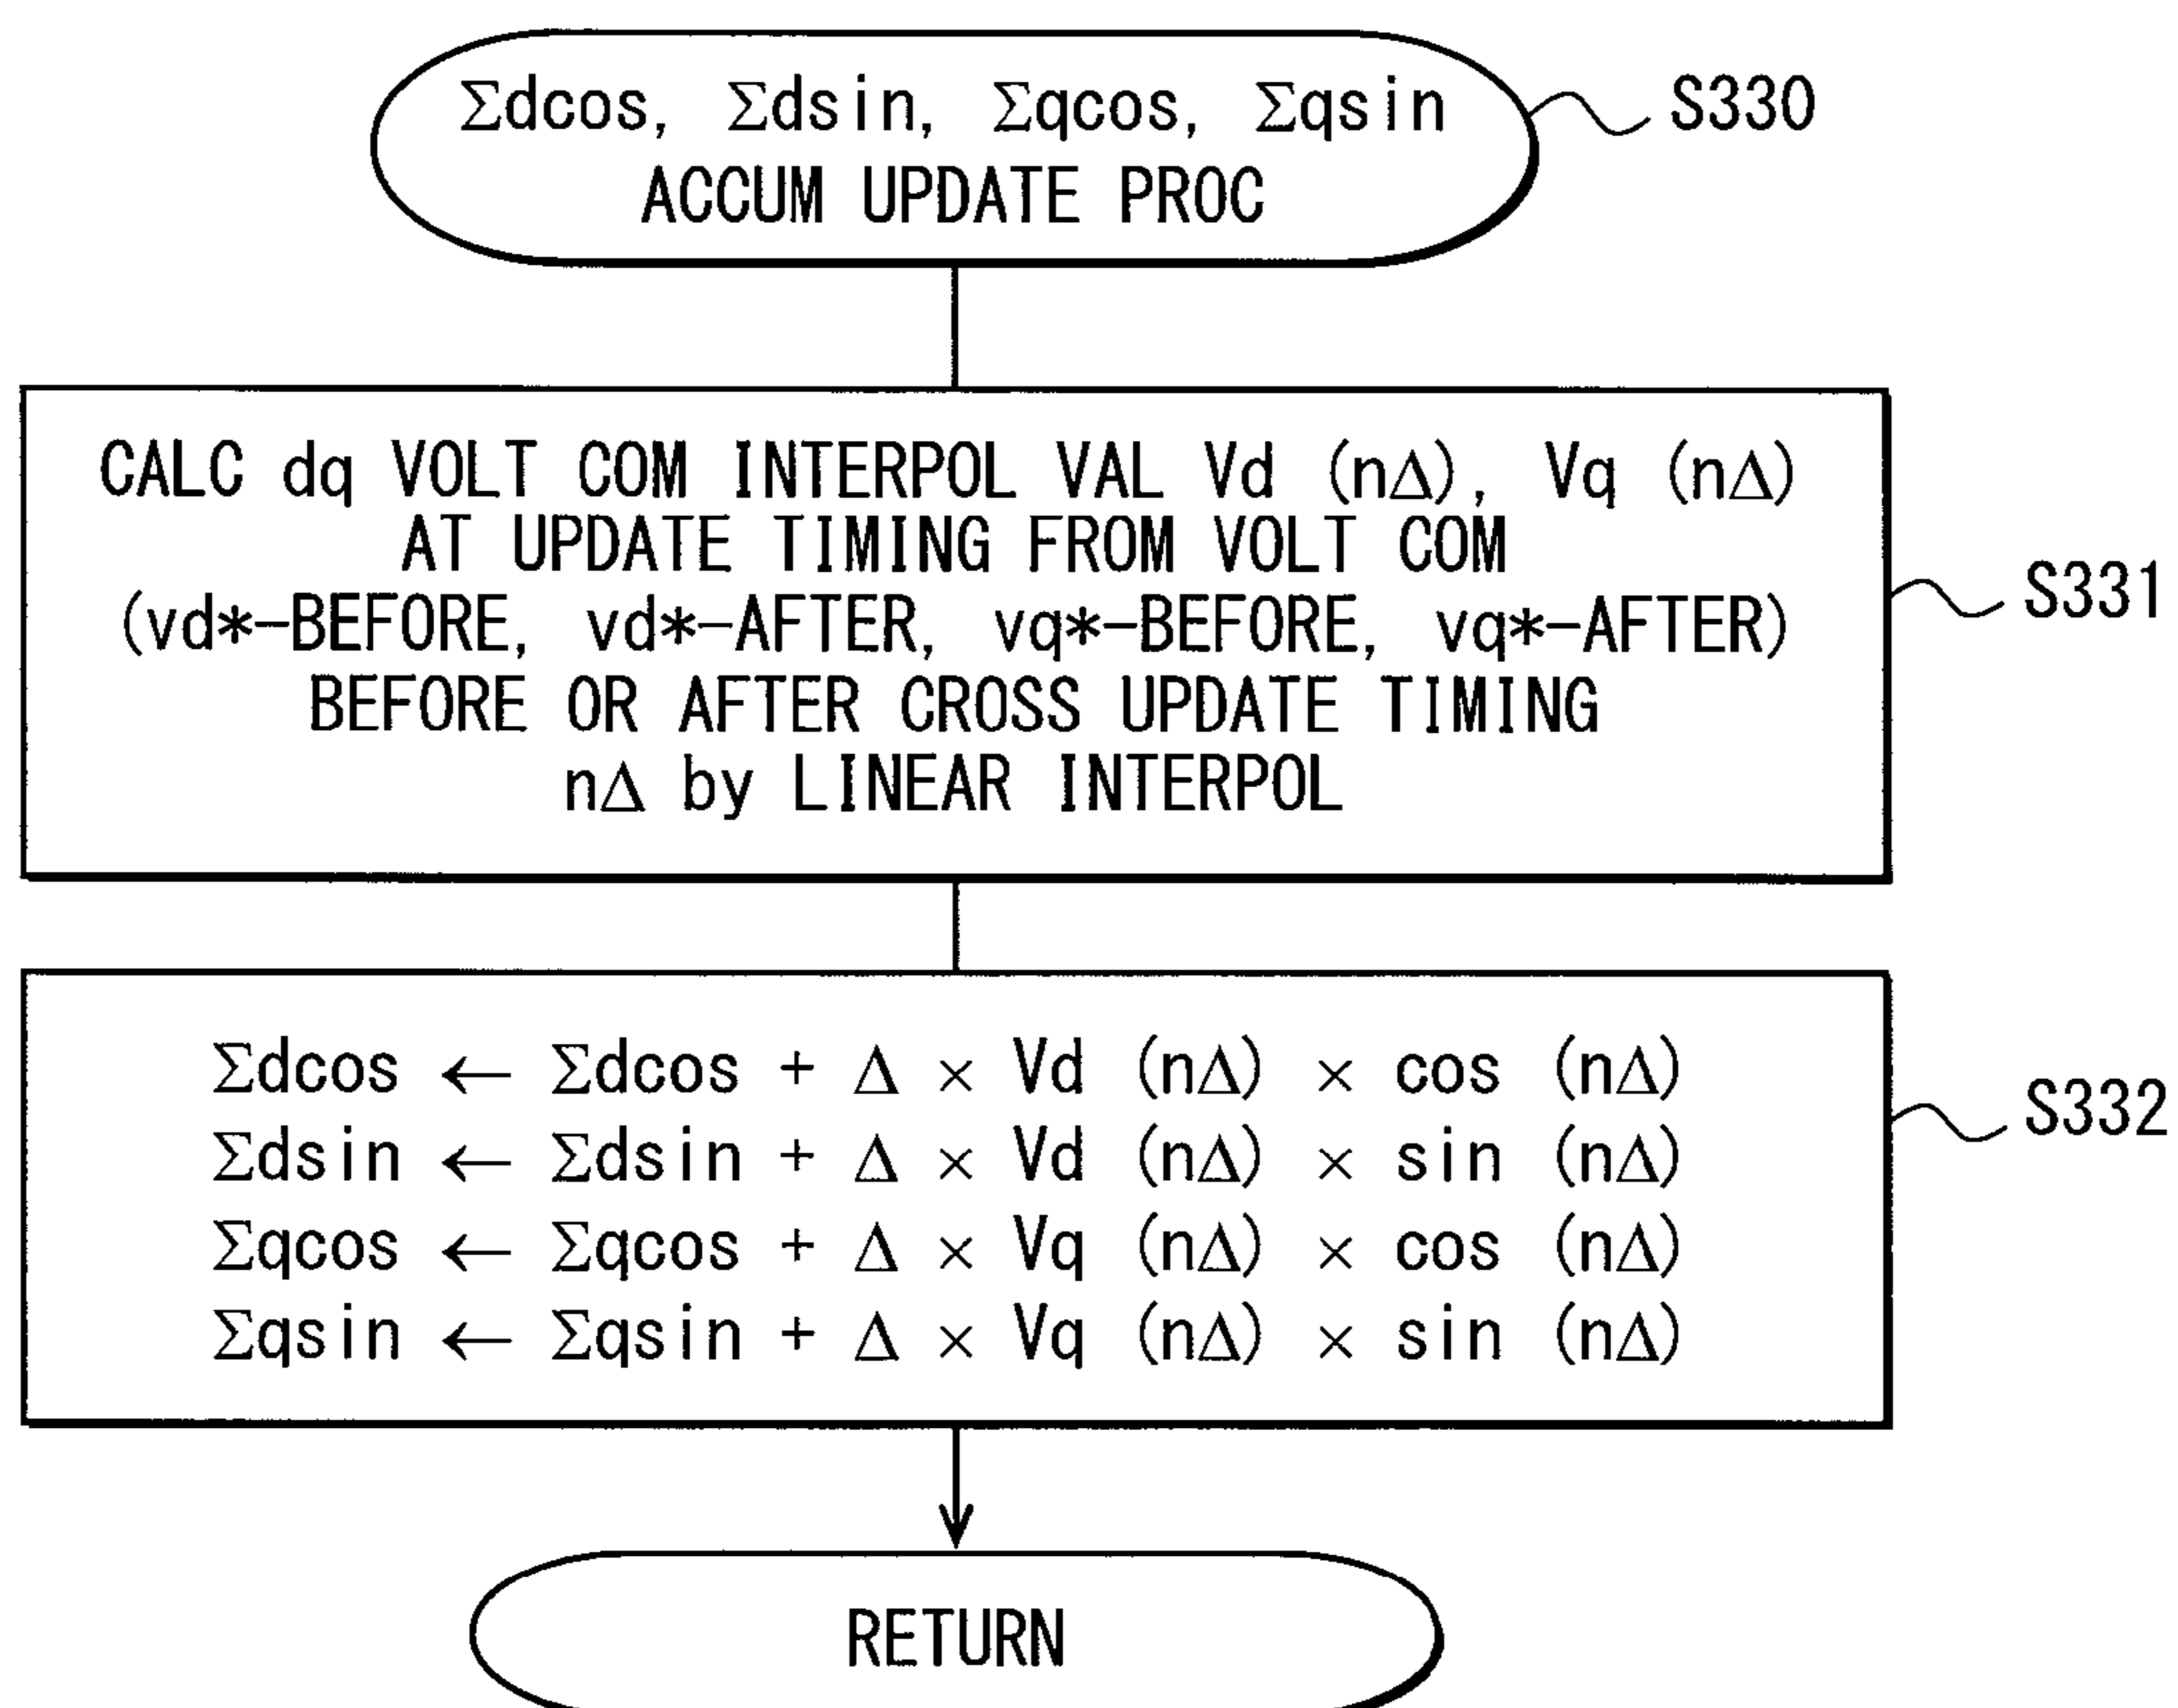 Σdcos, Σdsin, Σqcos, Σqsin
ACCUM UPDATE PROC
S330
CALC dq VOLT COM INTERPOL VAL Vd (nΔ), Vq (nΔ)
AT UPDATE TIMING FROM VOLT COM
(vd*-BEFORE, vd*-AFTER, vq*-BEFORE, vq*-AFTER)
BEFORE OR AFTER CROSS UPDATE TIMING
nΔ by LINEAR INTERPOL
S331
Σdcos ← Σdcos + Δ × Vd (nΔ) × cos (nΔ)
Σdsin ← Σdsin + Δ × Vd (nΔ) × sin (nΔ)
Σqcos ← Σqcos + Δ × Vq (nΔ) × cos (nΔ)
Σqsin ← Σqsin + Δ × Vq (nΔ) × sin (nΔ)
S332
RETURN